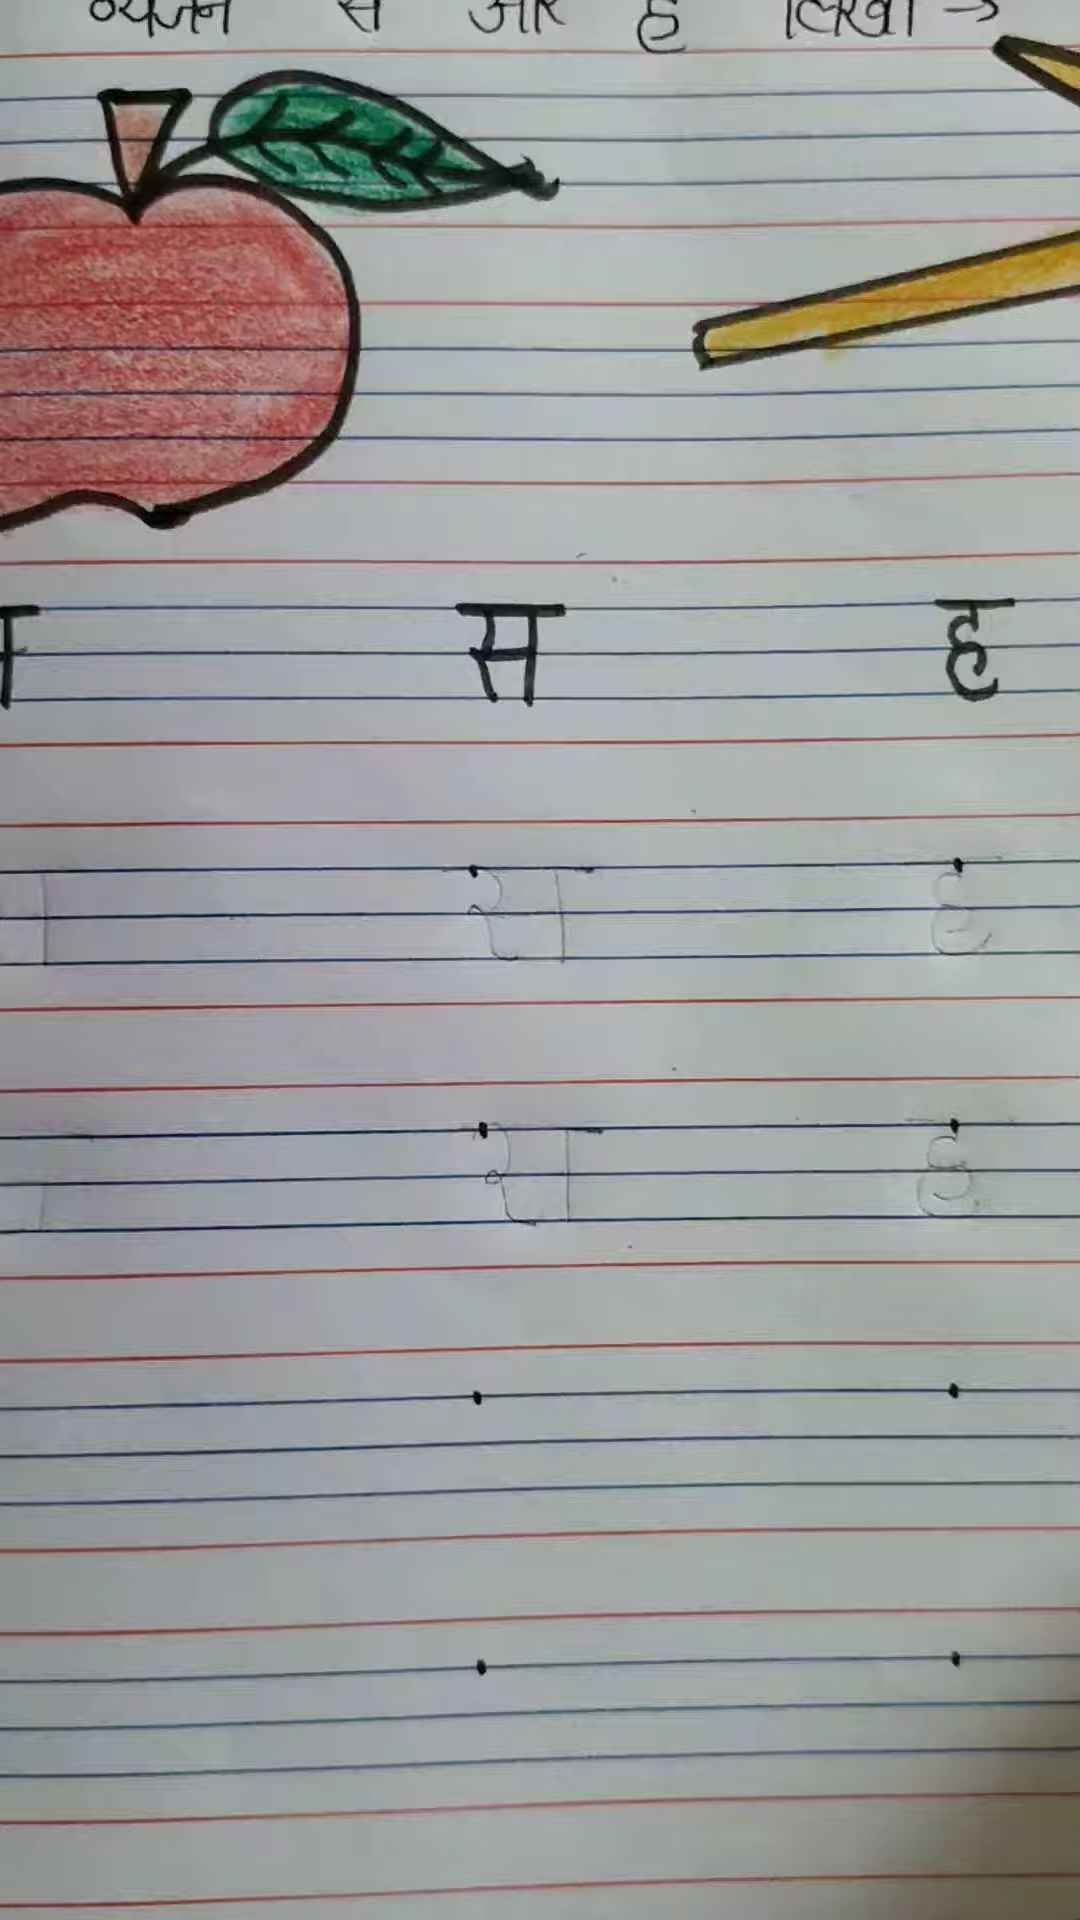 व्यंजन स और ह लिखो →
स ह
स ह
स ह